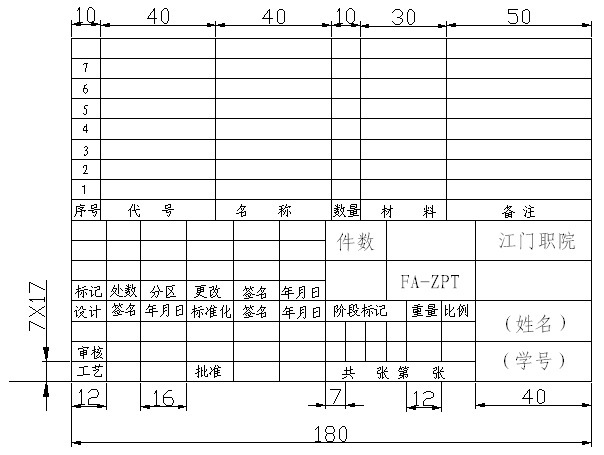 10 40 40 10 30 50
7
6
5
4
3
2
1
序号 代 号 名 称 数量 材 料 备 注
件数 江门职院
FA-ZPT
标记 处数 分区 更改 签名 年月日
设计 签名 年月日 标准化 签名 年月日 阶段标记 重量 比例
7X17
(姓名)
审核
(学号)
工艺 批准 共 张 第 张
12 16 7 12 40
180